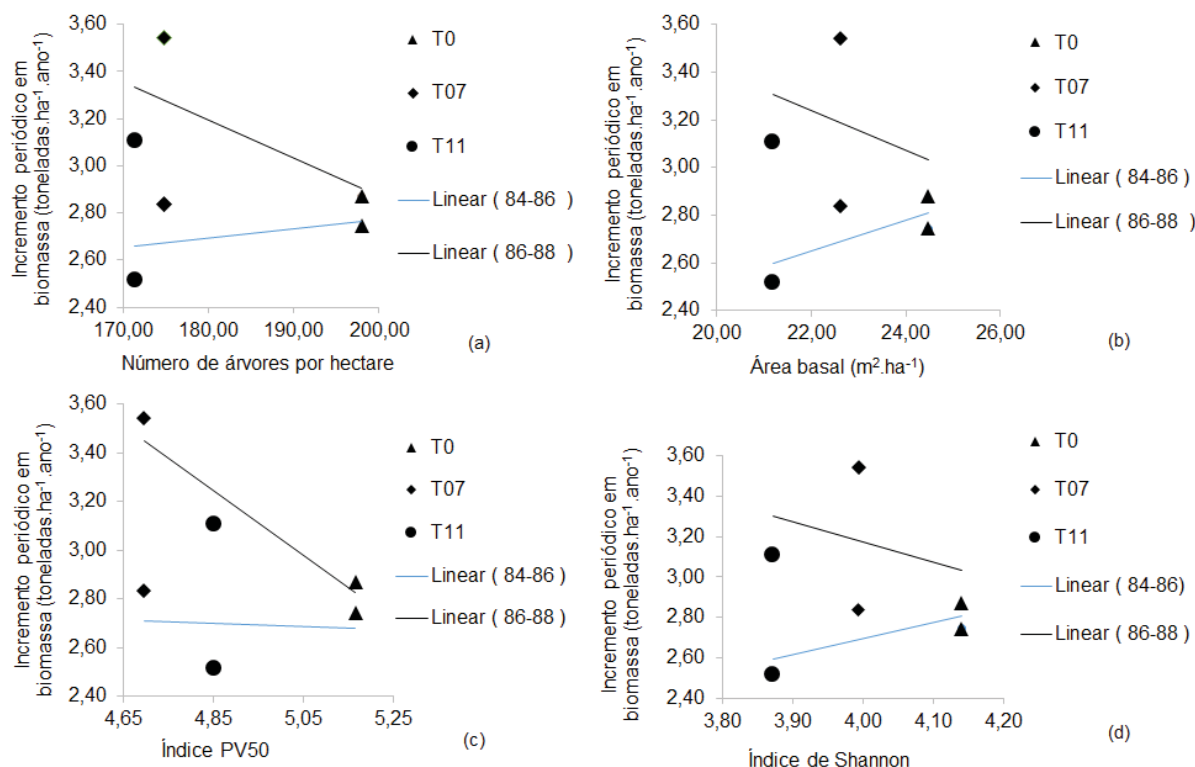 Incremento periódico em
biomassa (toneladas.ha⁻¹.ano⁻¹)
3,60
3,40
3,20
3,00
2,80
2,60
2,40
170,00 180,00 190,00 200,00
Número de árvores por hectare
(a)
T0
T07
T11
Linear ( 84-86 )
Linear ( 86-88 )
Incremento periódico em
biomassa (toneladas.ha⁻¹.ano⁻¹)
3,60
3,40
3,20
3,00
2,80
2,60
2,40
20,00 22,00 24,00 26,00
Área basal (m².ha⁻¹)
(b)
T0
T07
T11
Linear ( 84-86 )
Linear ( 86-88 )
Incremento periódico em
biomassa (toneladas.ha⁻¹.ano⁻¹)
3,60
3,40
3,20
3,00
2,80
2,60
2,40
4,65 4,85 5,05 5,25
Índice PV50
(c)
T0
T07
T11
Linear ( 84-86 )
Linear ( 86-88 )
Incremento periódico em
biomassa (toneladas.ha⁻¹.ano⁻¹)
3,60
3,40
3,20
3,00
2,80
2,60
2,40
3,80 3,90 4,00 4,10 4,20
Índice de Shannon
(d)
T0
T07
T11
Linear ( 84-86)
Linear ( 86-88 )